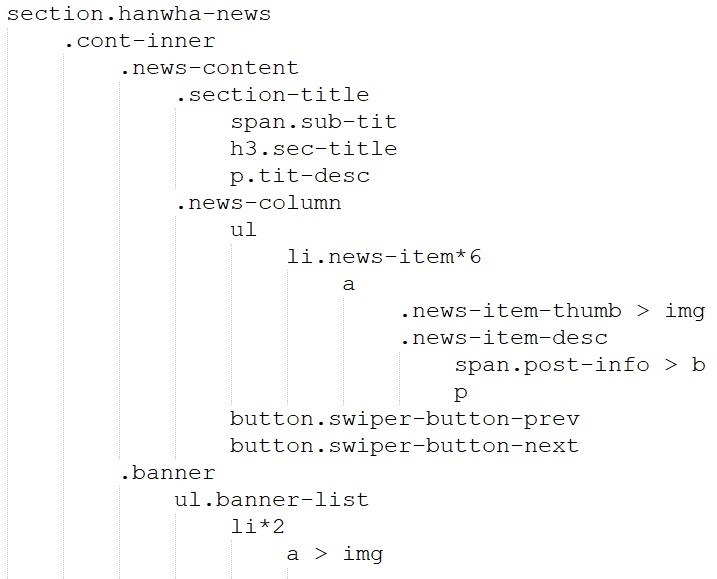 section.hanwha-news
.cont-inner
.news-content
.section-title
span.sub-tit
h3.sec-title
p.tit-desc
.news-column
ul
li.news-item*6
a
.news-item-thumb > img
.news-item-desc
span.post-info > b
p
button.swiper-button-prev
button.swiper-button-next
.banner
ul.banner-list
li*2
a > img